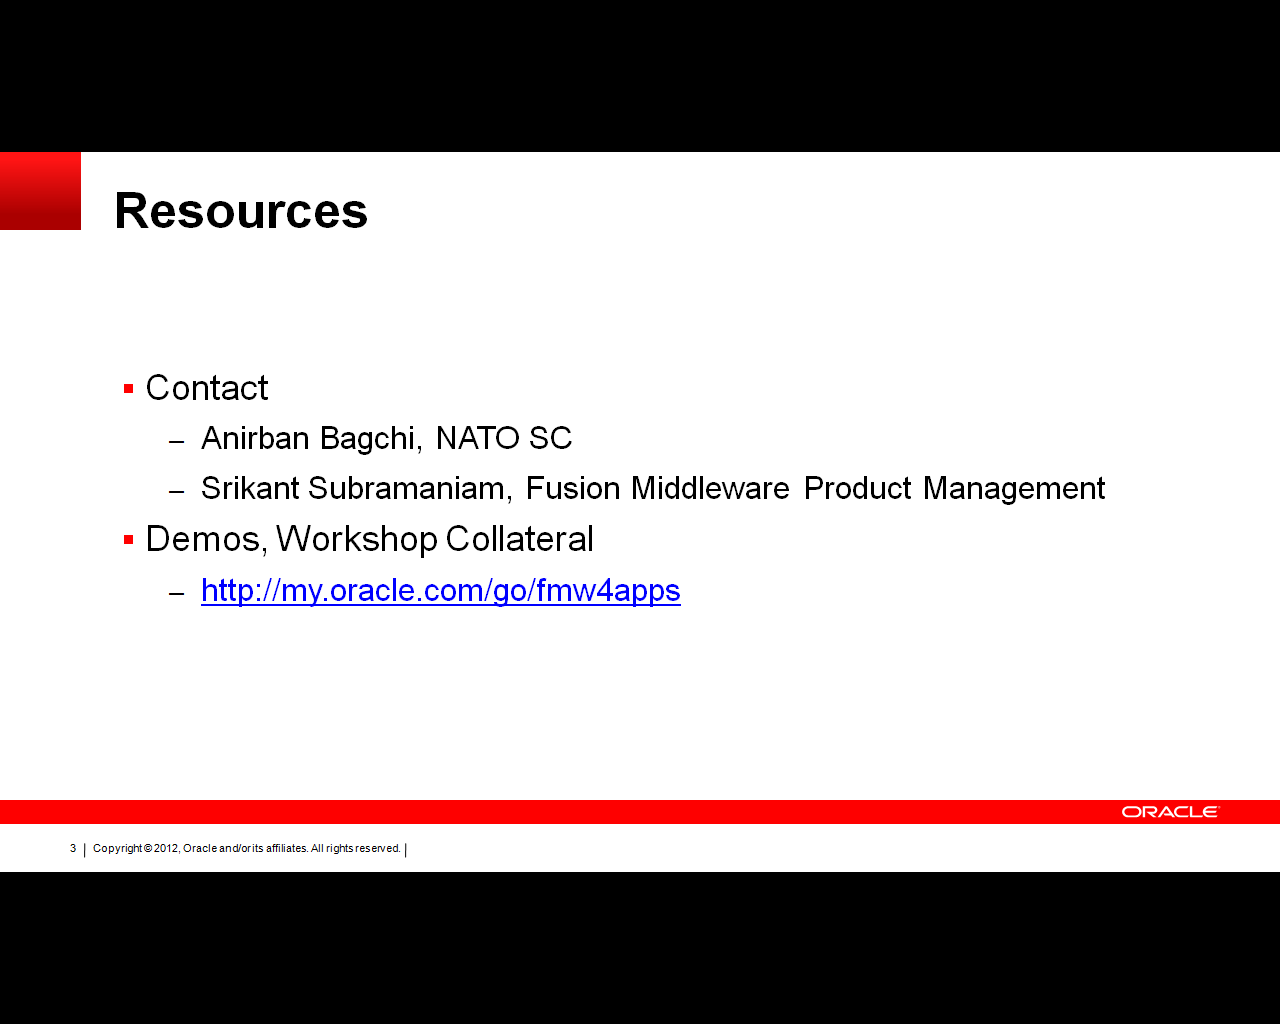 Resources
Contact
– Anirban Bagchi, NATO SC
– Srikant Subramaniam, Fusion Middleware Product Management
Demos, Workshop Collateral
– http://my.oracle.com/go/fmw4apps
ORACLE
3 | Copyright © 2012, Oracle and/or its affiliates. All rights reserved. |